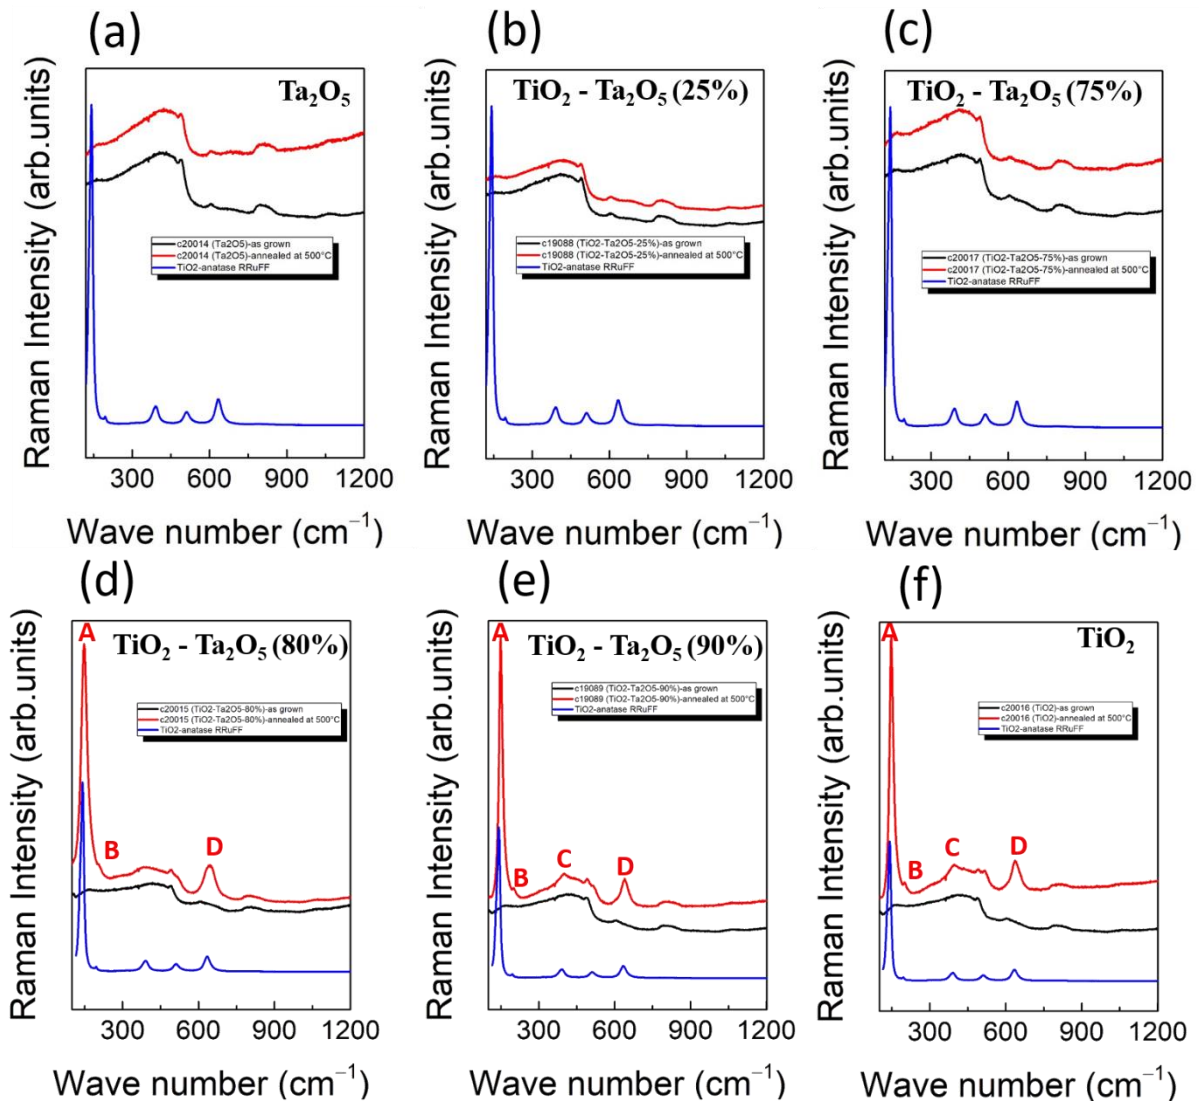 (a)
Ta₂O₅
c20014 (Ta2O5)-as grown
c20014 (Ta2O5)-annealed at 500°C
TiO2-anatase RRuFF
Raman Intensity (arb.units)
300 600 900 1200
Wave number (cm⁻¹)
(b)
TiO₂ - Ta₂O₅ (25%)
c19088 (TiO2-Ta2O5-25%)-as grown
c19088 (TiO2-Ta2O5-25%)-annealed at 500°C
TiO2-anatase RRuFF
Raman Intensity (arb.units)
300 600 900 1200
Wave number (cm⁻¹)
(c)
TiO₂ - Ta₂O₅ (75%)
c20017 (TiO2-Ta2O5-75%)-as grown
c20017 (TiO2-Ta2O5-75%)-annealed at 500°C
TiO2-anatase RRuFF
Raman Intensity (arb.units)
300 600 900 1200
Wave number (cm⁻¹)
(d)
A
TiO₂ - Ta₂O₅ (80%)
c20015 (TiO2-Ta2O5-80%)-as grown
c20015 (TiO2-Ta2O5-80%)-annealed at 500°C
TiO2-anatase RRuFF
B
D
Raman Intensity (arb.units)
300 600 900 1200
Wave number (cm⁻¹)
(e)
A
TiO₂ - Ta₂O₅ (90%)
c19089 (TiO2-Ta2O5-90%)-as grown
c19089 (TiO2-Ta2O5-90%)-annealed at 500°C
TiO2-anatase RRuFF
B
C
D
Raman Intensity (arb.units)
300 600 900 1200
Wave number (cm⁻¹)
(f)
A
TiO₂
c20016 (TiO2)-as grown
c20016 (TiO2)-annealed at 500°C
TiO2-anatase RRuFF
B
C
D
Raman Intensity (arb.units)
300 600 900 1200
Wave number (cm⁻¹)